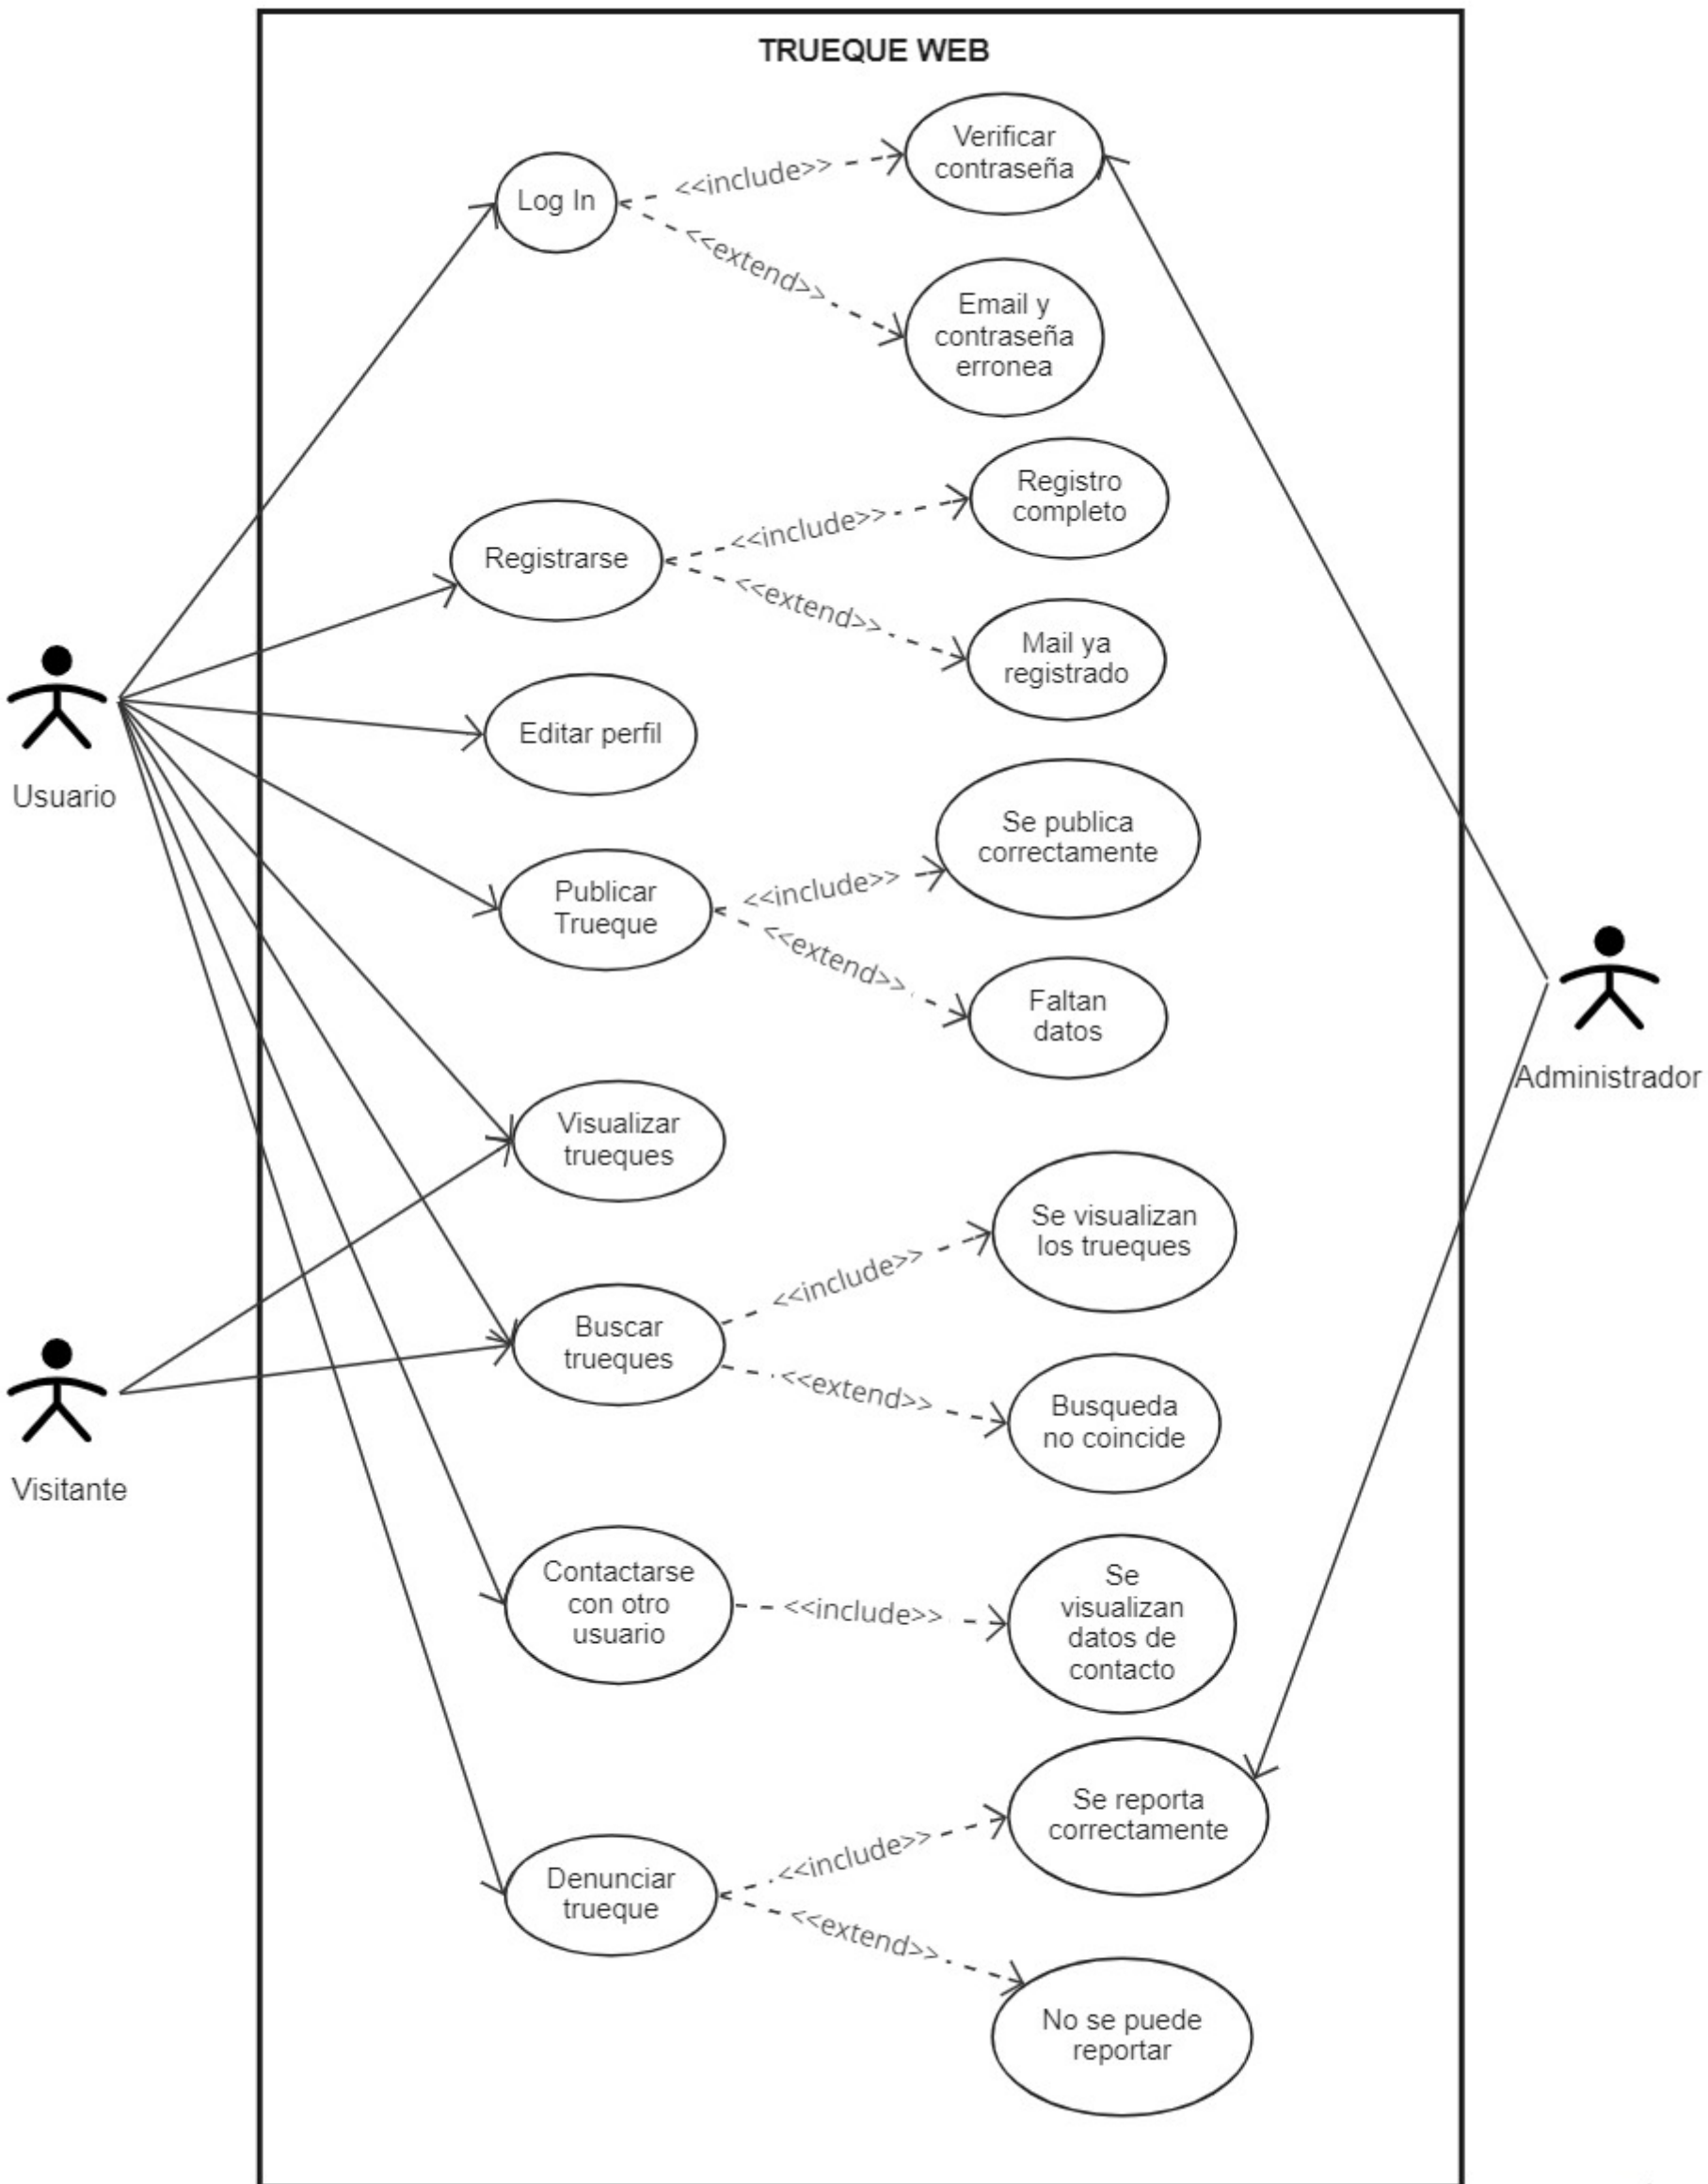 TRUEQUE WEB
Verificar
contraseña
<<include>>
Log In
<<extend>>
Email y
contraseña
erronea
Registro
completo
<<include>>
Registrarse
<<extend>>
Mail ya
registrado
Editar perfil
Usuario
Se publica
correctamente
<<include>>
Publicar
Trueque
<<extend>>
Faltan
datos
Administrador
Visualizar
trueques
Se visualizan
los trueques
<<include>>
Buscar
trueques
<<extend>>
Busqueda
no coincide
Visitante
Contactarse
con otro
usuario
<<include>>
Se
visualizan
datos de
contacto
Se reporta
correctamente
<<include>>
Denunciar
trueque
<<extend>>
No se puede
reportar